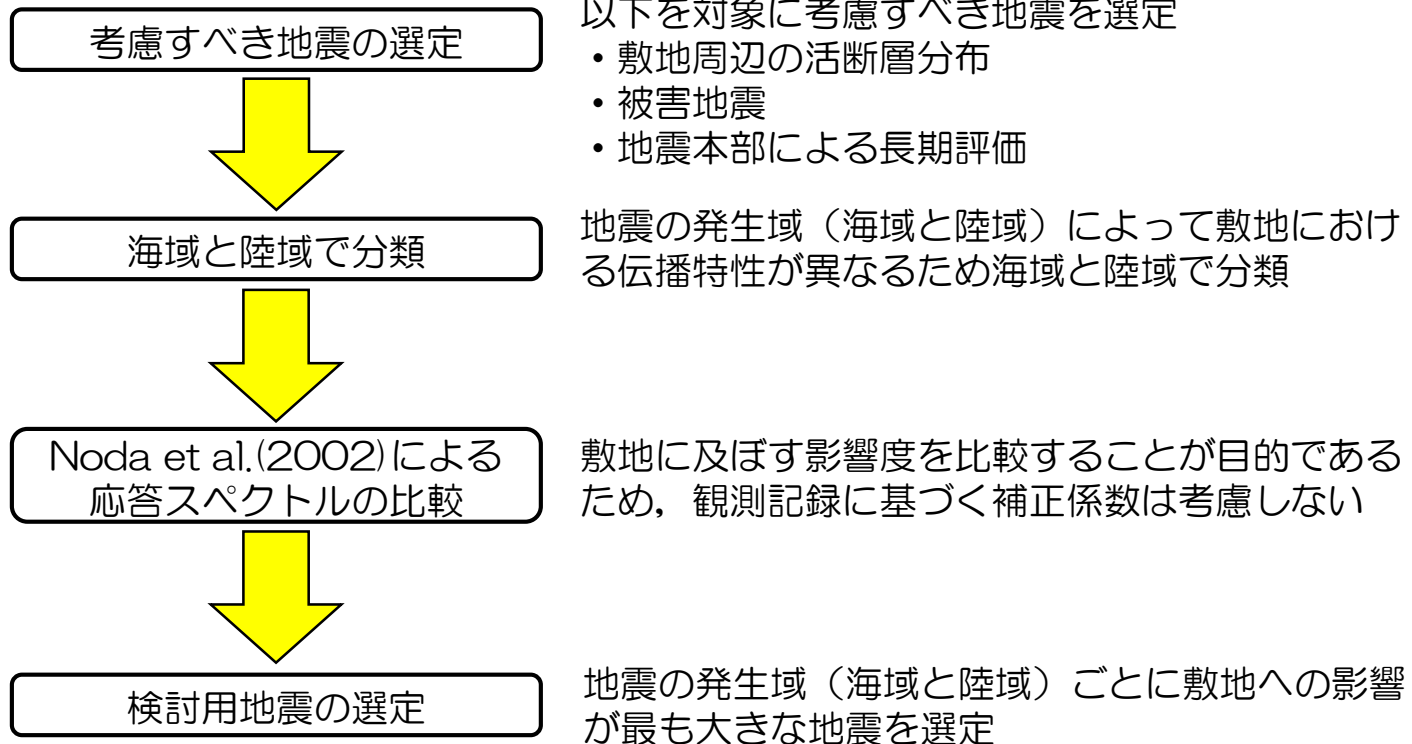 考慮すべき地震の選定
以下を対象に考慮すべき地震を選定
・敷地周辺の活断層分布
・被害地震
・地震本部による長期評価
海域と陸域で分類
地震の発生域（海域と陸域）によって敷地におけ
る伝播特性が異なるため海域と陸域で分類
Noda et al.(2002)による
応答スペクトルの比較
敷地に及ぼす影響度を比較することが目的である
ため，観測記録に基づく補正係数は考慮しない
検討用地震の選定
地震の発生域（海域と陸域）ごとに敷地への影響
が最も大きな地震を選定